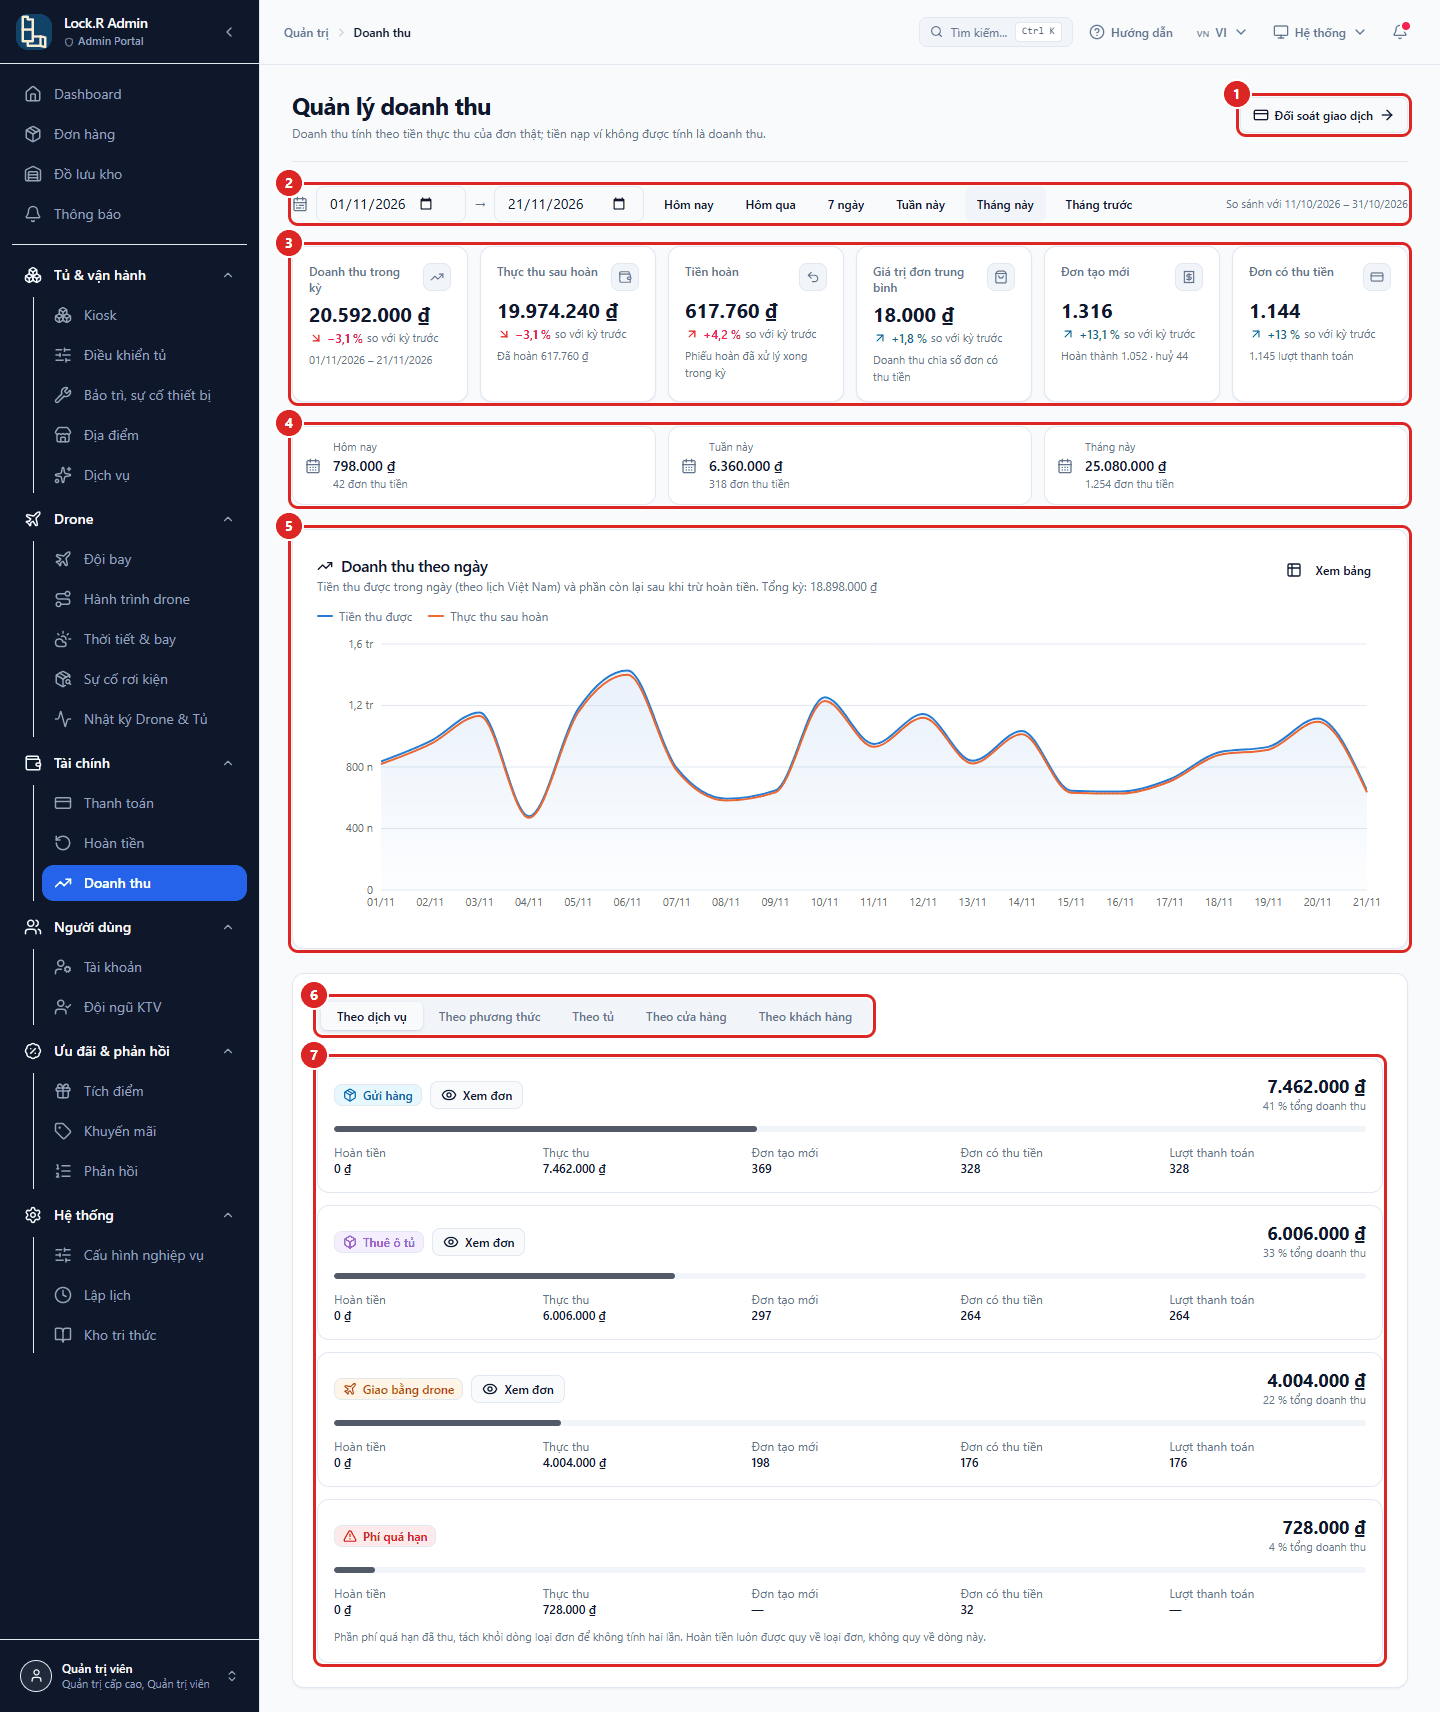 Lock.R Admin
Admin Portal
Dashboard
Đơn hàng
Đồ lưu kho
Thông báo
Tủ & vận hành
Kiosk
Điều khiển tủ
Bảo trì, sự cố thiết bị
Địa điểm
Dịch vụ
Drone
Đội bay
Hành trình drone
Thời tiết & bay
Sự cố rơi kiện
Nhật ký Drone & Tủ
Tài chính
Thanh toán
Hoàn tiền
Doanh thu
Người dùng
Tài khoản
Đội ngũ KTV
Ưu đãi & phản hồi
Tích điểm
Khuyến mãi
Phản hồi
Hệ thống
Cấu hình nghiệp vụ
Lập lịch
Kho tri thức
Quản trị viên
Quản trị cấp cao, Quản trị viên
Quản trị > Doanh thu
Tìm kiếm... Ctrl K
Hướng dẫn
VN VI
Hệ thống
Quản lý doanh thu
Doanh thu tính theo tiền thực thu của đơn thật; tiền nạp ví không được tính là doanh thu.
1
Đối soát giao dịch →
2
01/11/2026 → 21/11/2026 Hôm nay Hôm qua 7 ngày Tuần này Tháng này Tháng trước So sánh với 11/10/2026 – 31/10/2026
3
Doanh thu trong kỳ
20.592.000 ₫
−3,1 % so với kỳ trước
01/11/2026 – 21/11/2026
Thực thu sau hoàn
19.974.240 ₫
−3,1 % so với kỳ trước
Đã hoàn 617.760 ₫
Tiền hoàn
617.760 ₫
+4,2 % so với kỳ trước
Phiếu hoàn đã xử lý xong
trong kỳ
Giá trị đơn trung
bình
18.000 ₫
+1,8 % so với kỳ trước
Doanh thu chia số đơn có
thu tiền
Đơn tạo mới
1.316
+13,1 % so với kỳ trước
Hoàn thành 1.052 · huỷ 44
Đơn có thu tiền
1.144
+13 % so với kỳ trước
1.145 lượt thanh toán
4
Hôm nay
798.000 ₫
42 đơn thu tiền
Tuần này
6.360.000 ₫
318 đơn thu tiền
Tháng này
25.080.000 ₫
1.254 đơn thu tiền
5
Doanh thu theo ngày
Tiền thu được trong ngày (theo lịch Việt Nam) và phần còn lại sau khi trừ hoàn tiền. Tổng kỳ: 18.898.000 ₫
Xem bảng
Tiền thu được Thực thu sau hoàn
1,6 tr
1,2 tr
800 n
400 n
0
01/11 02/11 03/11 04/11 05/11 06/11 07/11 08/11 09/11 10/11 11/11 12/11 13/11 14/11 15/11 16/11 17/11 18/11 19/11 20/11 21/11
6
Theo dịch vụ Theo phương thức Theo tủ Theo cửa hàng Theo khách hàng
7
Gửi hàng Xem đơn 7.462.000 ₫
41 % tổng doanh thu
Hoàn tiền Thực thu Đơn tạo mới Đơn có thu tiền Lượt thanh toán
0 ₫ 7.462.000 ₫ 369 328 328
Thuê ô tủ Xem đơn 6.006.000 ₫
33 % tổng doanh thu
Hoàn tiền Thực thu Đơn tạo mới Đơn có thu tiền Lượt thanh toán
0 ₫ 6.006.000 ₫ 297 264 264
Giao bằng drone Xem đơn 4.004.000 ₫
22 % tổng doanh thu
Hoàn tiền Thực thu Đơn tạo mới Đơn có thu tiền Lượt thanh toán
0 ₫ 4.004.000 ₫ 198 176 176
Phí quá hạn 728.000 ₫
4 % tổng doanh thu
Hoàn tiền Thực thu Đơn tạo mới Đơn có thu tiền Lượt thanh toán
0 ₫ 728.000 ₫ — 32 —
Phần phí quá hạn đã thu, tách khỏi dòng loại đơn để không tính hai lần. Hoàn tiền luôn được quy về loại đơn, không quy về dòng này.